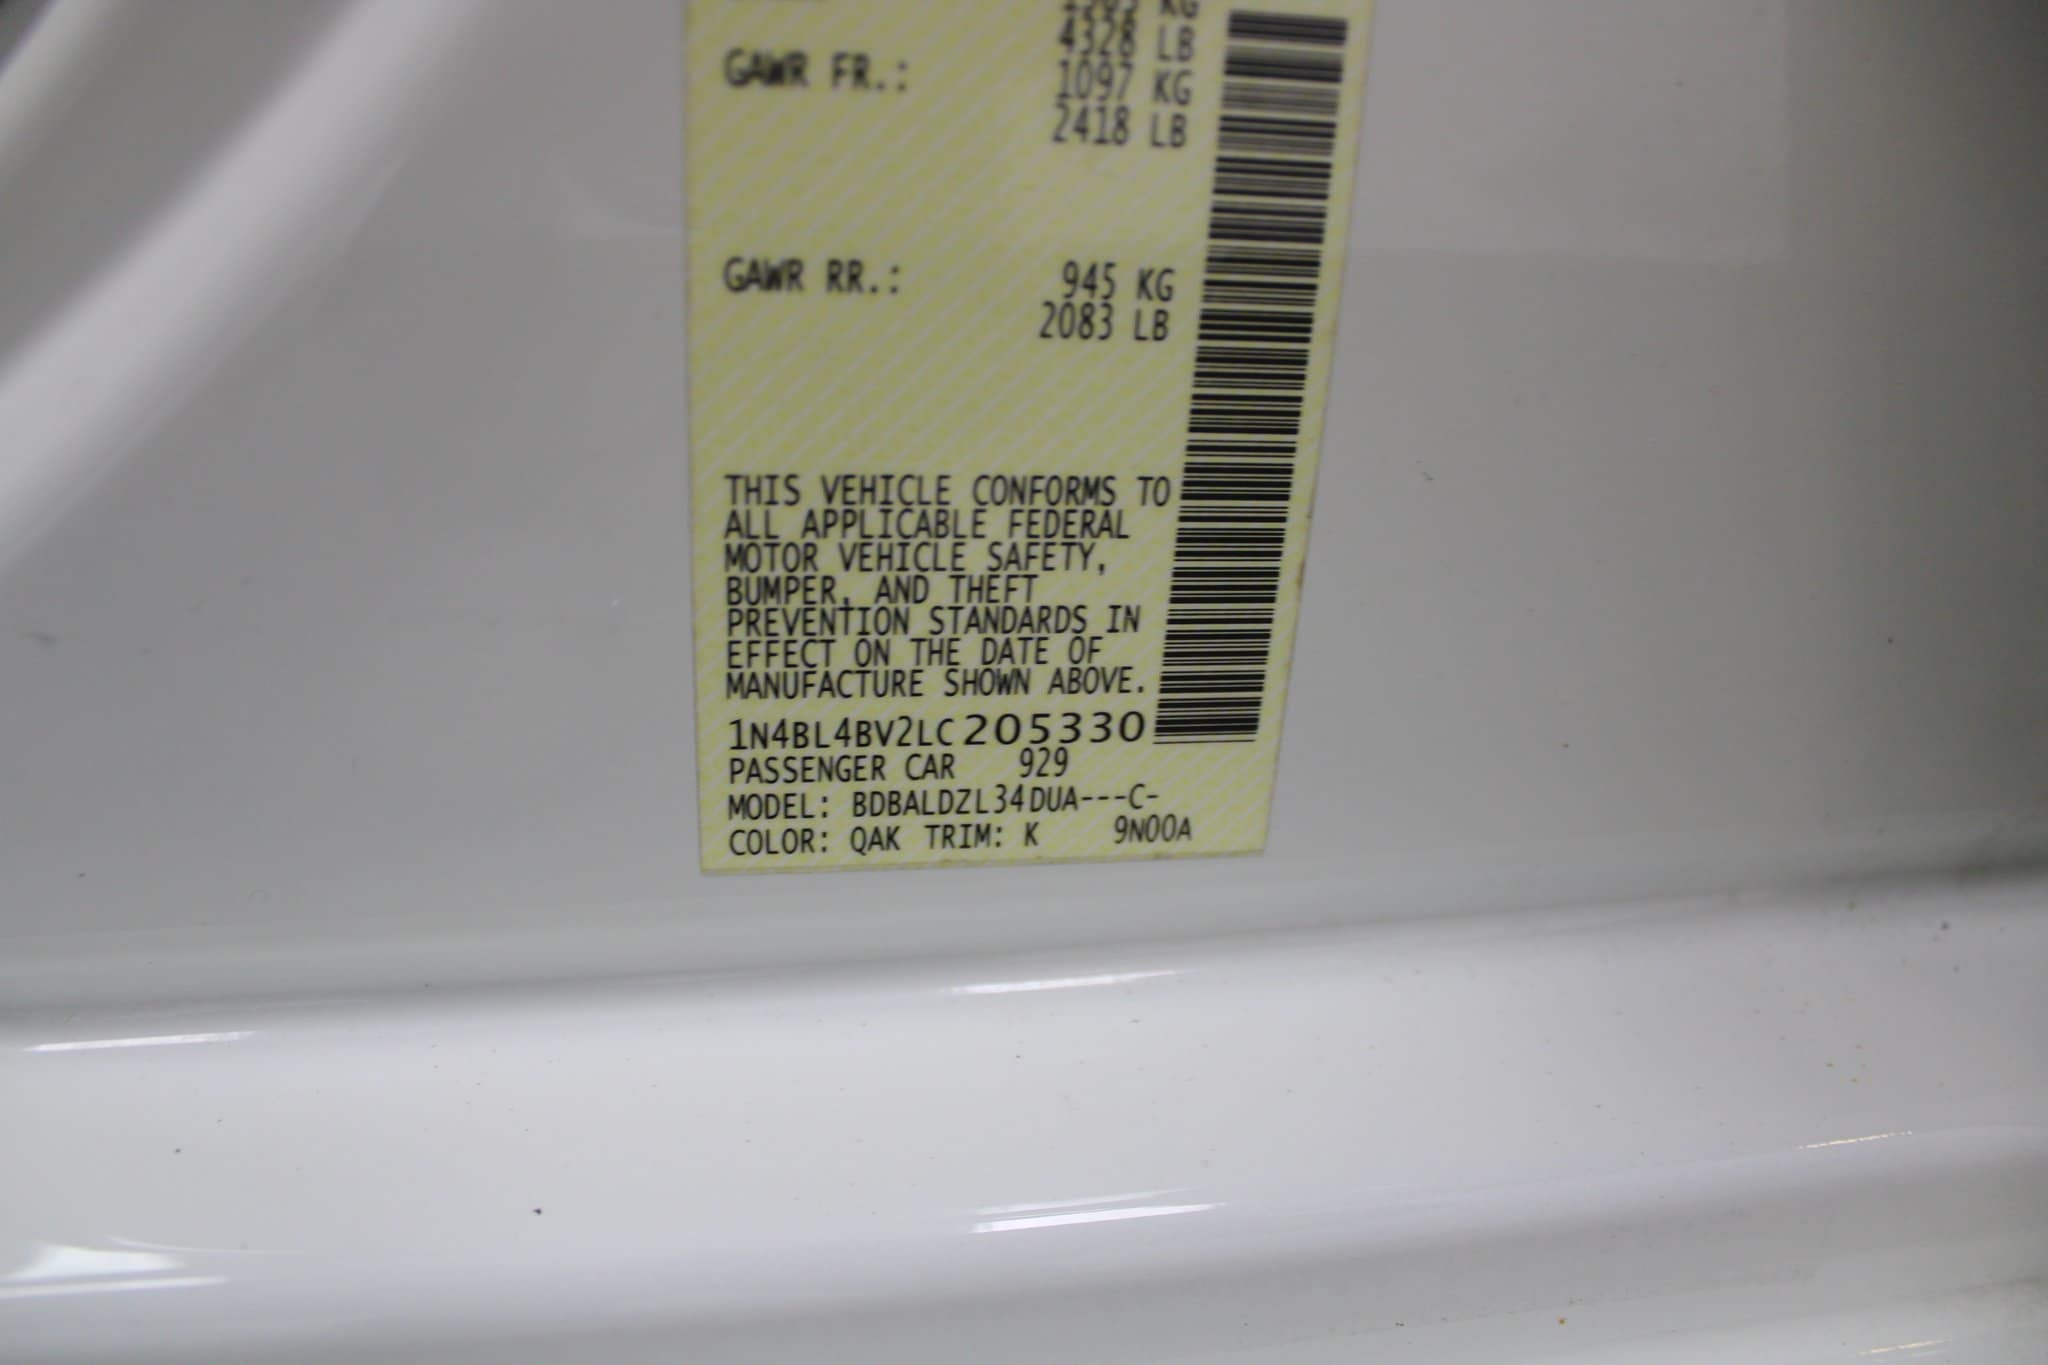 4328 LB
GAWR FR.: 1097 KG
2418 LB
GAWR RR.: 945 KG
2083 LB
THIS VEHICLE CONFORMS TO
ALL APPLICABLE FEDERAL
MOTOR VEHICLE SAFETY,
BUMPER, AND THEFT
PREVENTION STANDARDS IN
EFFECT ON THE DATE OF
MANUFACTURE SHOWN ABOVE.
1N4BL4BV2LC205330
PASSENGER CAR 929
MODEL: BDBALDZL34DUA---C-
COLOR: QAK TRIM: K 9N00A